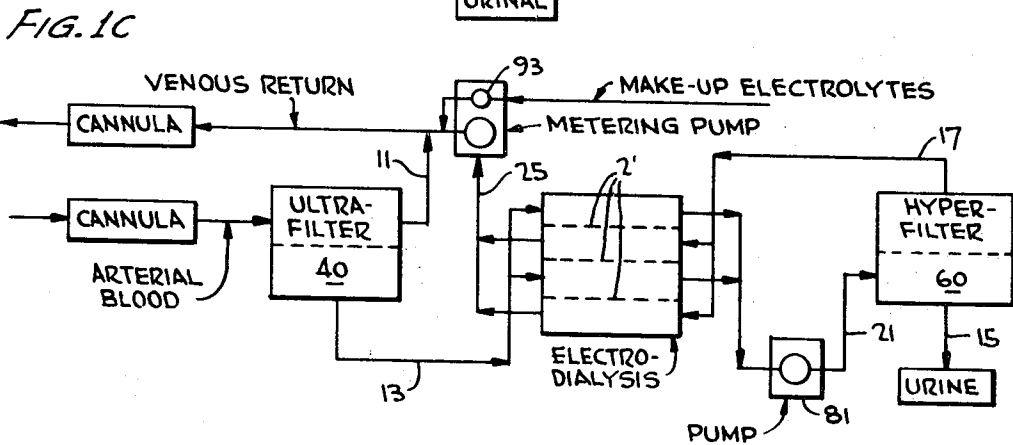 URINAL
FIG. 1C
93
VENOUS RETURN
MAKE-UP ELECTROLYTES
CANNULA
METERING PUMP
17
11
25
2'
CANNULA
ULTRA-
FILTER
40
HYPER-
FILTER
60
ARTERIAL
BLOOD
13
ELECTRO-
DIALYSIS
21
15
URINE
81
PUMP